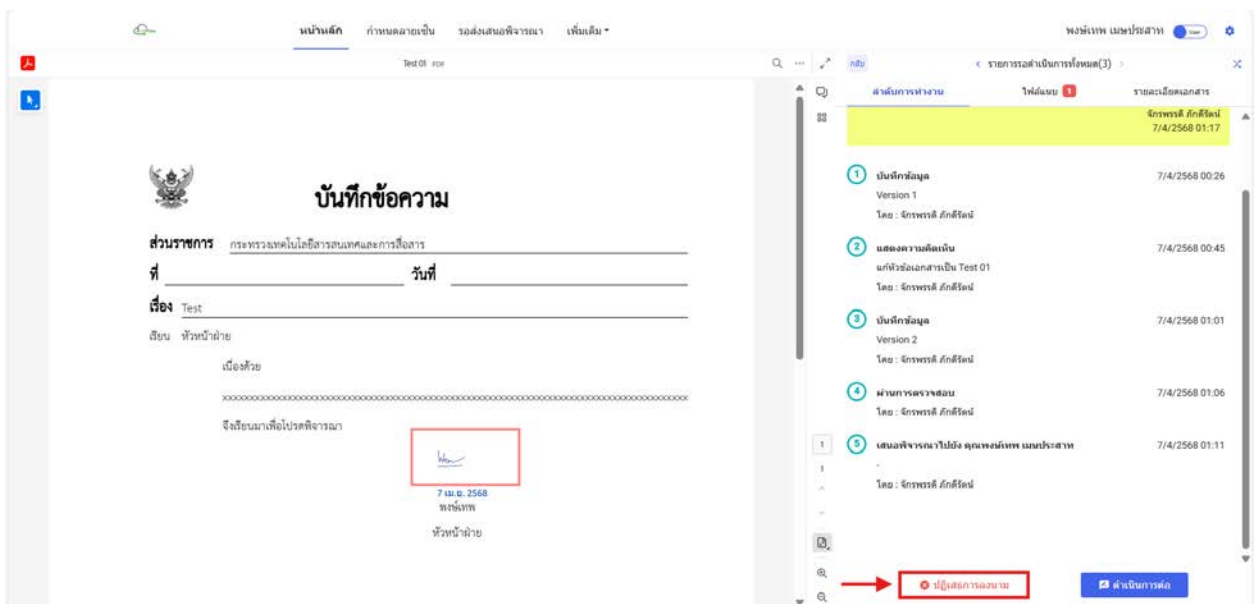 หน้าหลัก กำหนดลายเซ็น รอส่งเสนอพิจารณา เพิ่มเติม
พงษ์เทพ เมษประสาท
Test 01 PDF
กลับ
รายการรอดำเนินการทั้งหมด(3)
ลำดับการทำงาน ไฟล์แนบ 1 รายละเอียดเอกสาร
จักรพรรดิ ภักดีรัตน์
7/4/2568 01:17
บันทึกข้อความ
ส่วนราชการ กระทรวงเทคโนโลยีสารสนเทศและการสื่อสาร
ที่ วันที่
เรื่อง Test
เรียน หัวหน้าฝ่าย
เนื่องด้วย
xxxxxxxxxxxxxxxxxxxxxxxxxxxxxxxxxxxxxxxxxxxxxxxxxxxxxxxxxxxxxxxxxxxxxxxxxxxxxxxxxxxxx
จึงเรียนมาเพื่อโปรดพิจารณา
7 เม.ย. 2568
พงษ์เทพ
หัวหน้าฝ่าย
1
1
1 บันทึกข้อมูล 7/4/2568 00:26
Version 1
โดย : จักรพรรดิ ภักดีรัตน์
2 แสดงความคิดเห็น 7/4/2568 00:45
แก้หัวข้อเอกสารเป็น Test 01
โดย : จักรพรรดิ ภักดีรัตน์
3 บันทึกข้อมูล 7/4/2568 01:01
Version 2
โดย : จักรพรรดิ ภักดีรัตน์
4 ผ่านการตรวจสอบ 7/4/2568 01:06
โดย : จักรพรรดิ ภักดีรัตน์
5 เสนอพิจารณาไปยัง คุณพงษ์เทพ เมษประสาท 7/4/2568 01:11
-
โดย : จักรพรรดิ ภักดีรัตน์
ปฏิเสธการลงนาม
ดำเนินการต่อ